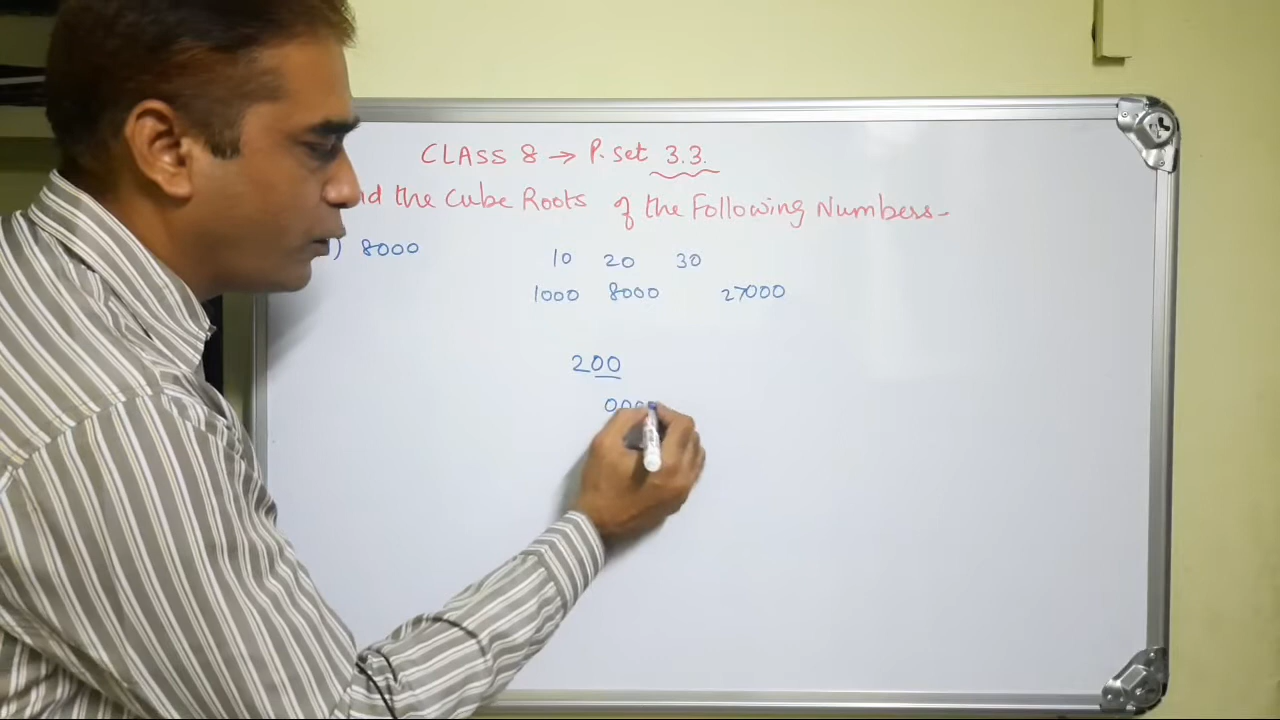 CLASS 8 → P. Set 3.3.
the Cube Roots of the Following Numbers-
) 8000
10 20 30
1000 8000 27000
200
000